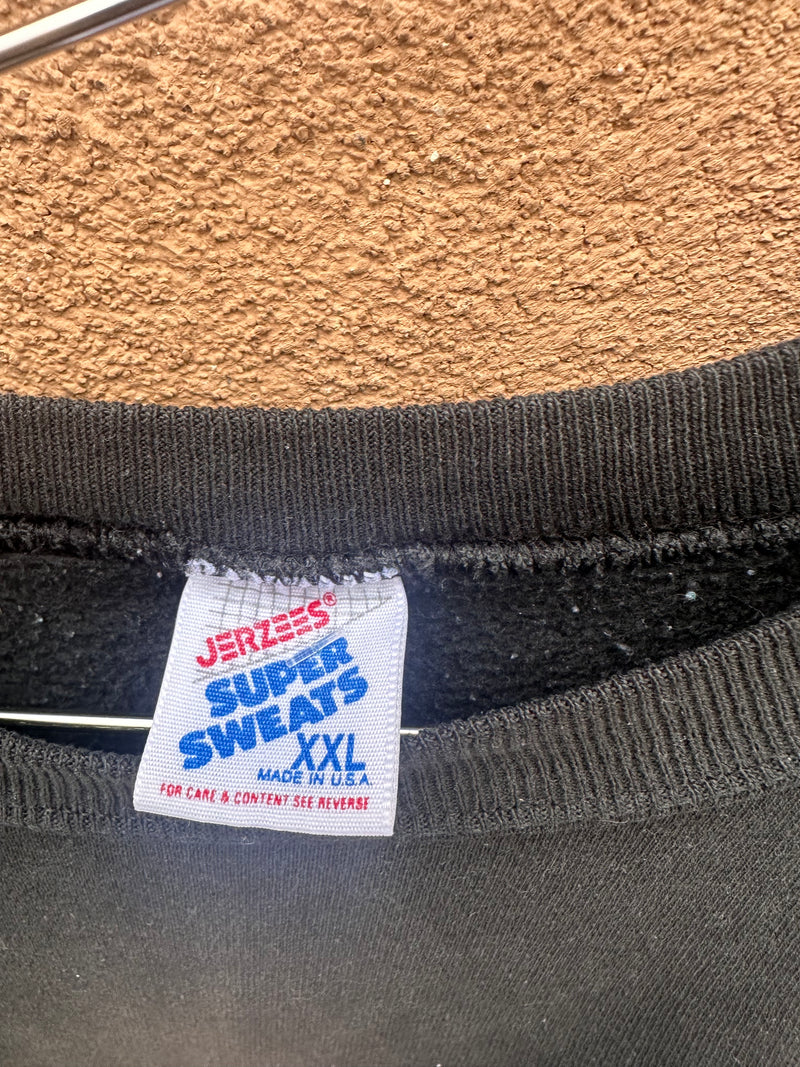 JERZEES®
SUPER
SWEATS
XXL
MADE IN U.S.A
FOR CARE & CONTENT SEE REVERSE